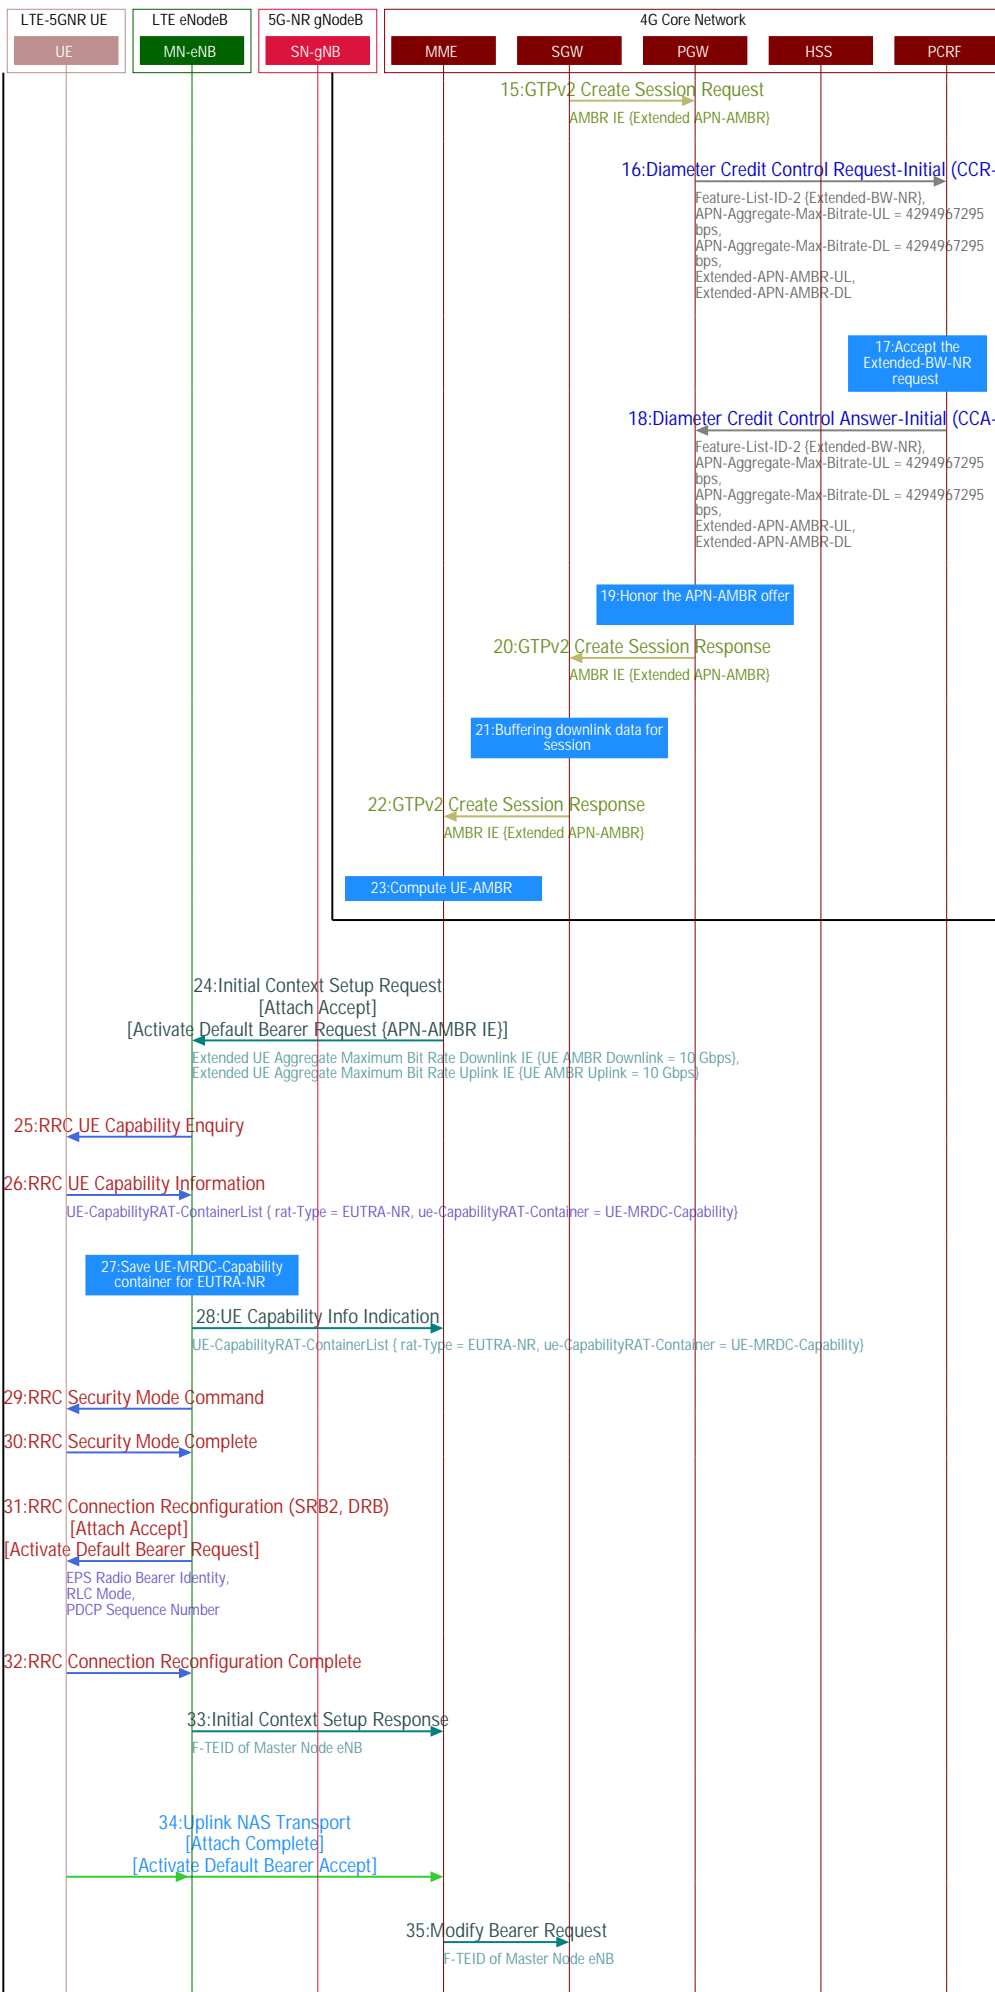 LTE-5GNR UE
LTE eNodeB
5G-NR gNodeB
4G Core Network
UE
MN-eNB
SN-gNB
MME
SGW
PGW
HSS
PCRF
15:GTPv2 Create Session Request
AMBR IE {Extended APN-AMBR}
16:Diameter Credit Control Request-Initial (CCR-
Feature-List-ID-2 {Extended-BW-NR},
APN-Aggregate-Max-Bitrate-UL = 4294967295
bps,
APN-Aggregate-Max-Bitrate-DL = 4294967295
bps,
Extended-APN-AMBR-UL,
Extended-APN-AMBR-DL
17:Accept the
Extended-BW-NR
request
18:Diameter Credit Control Answer-Initial (CCA-
Feature-List-ID-2 {Extended-BW-NR},
APN-Aggregate-Max-Bitrate-UL = 4294967295
bps,
APN-Aggregate-Max-Bitrate-DL = 4294967295
bps,
Extended-APN-AMBR-UL,
Extended-APN-AMBR-DL
19:Honor the APN-AMBR offer
20:GTPv2 Create Session Response
AMBR IE {Extended APN-AMBR}
21:Buffering downlink data for
session
22:GTPv2 Create Session Response
AMBR IE {Extended APN-AMBR}
23:Compute UE-AMBR
24:Initial Context Setup Request
[Attach Accept]
[Activate Default Bearer Request {APN-AMBR IE}]
Extended UE Aggregate Maximum Bit Rate Downlink IE {UE AMBR Downlink = 10 Gbps},
Extended UE Aggregate Maximum Bit Rate Uplink IE {UE AMBR Uplink = 10 Gbps}
25:RRC UE Capability Enquiry
26:RRC UE Capability Information
UE-CapabilityRAT-ContainerList { rat-Type = EUTRA-NR, ue-CapabilityRAT-Container = UE-MRDC-Capability}
27:Save UE-MRDC-Capability
container for EUTRA-NR
28:UE Capability Info Indication
UE-CapabilityRAT-ContainerList { rat-Type = EUTRA-NR, ue-CapabilityRAT-Container = UE-MRDC-Capability}
29:RRC Security Mode Command
30:RRC Security Mode Complete
31:RRC Connection Reconfiguration (SRB2, DRB)
[Attach Accept]
[Activate Default Bearer Request]
EPS Radio Bearer Identity,
RLC Mode,
PDCP Sequence Number
32:RRC Connection Reconfiguration Complete
33:Initial Context Setup Response
F-TEID of Master Node eNB
34:Uplink NAS Transport
[Attach Complete]
[Activate Default Bearer Accept]
35:Modify Bearer Request
F-TEID of Master Node eNB